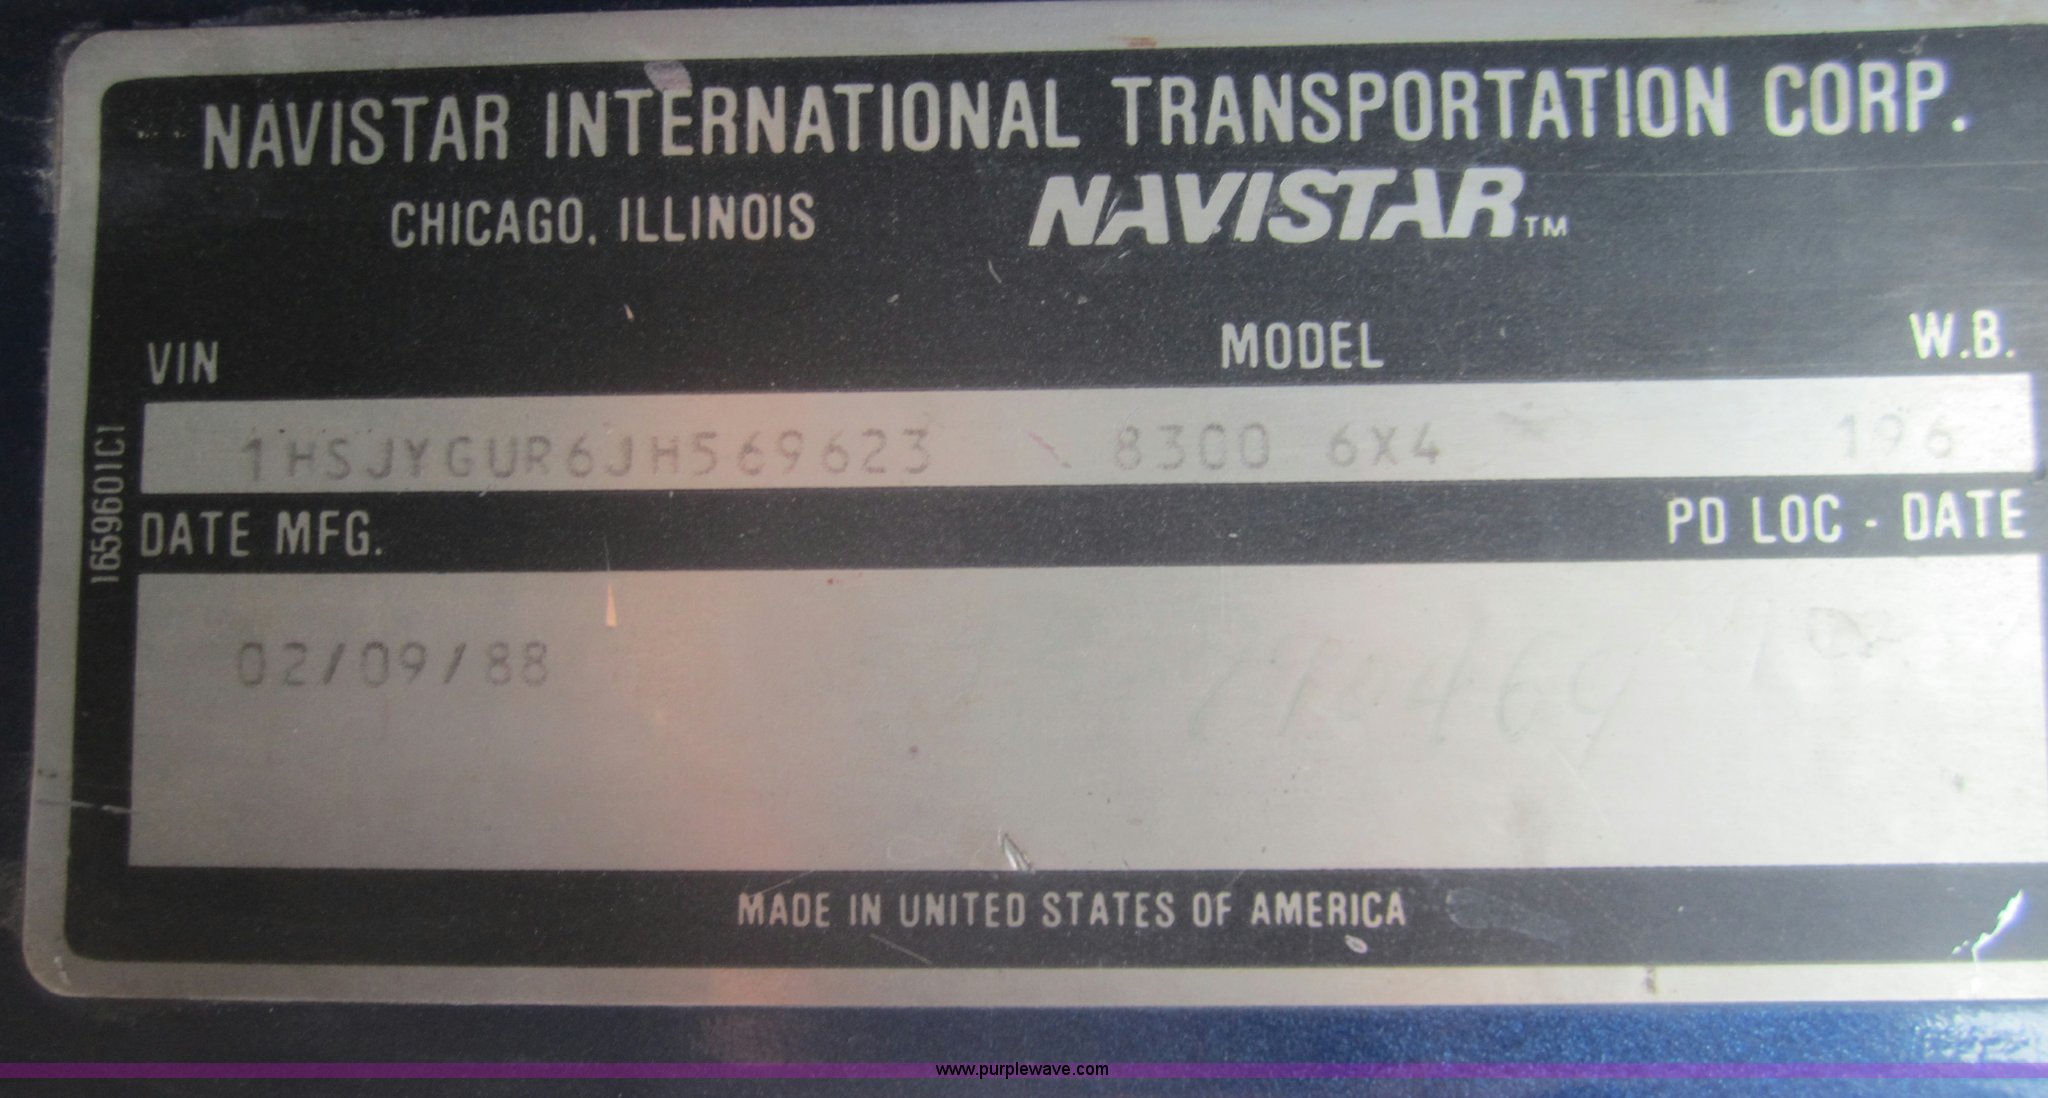 NAVISTAR INTERNATIONAL TRANSPORTATION CORP.
CHICAGO, ILLINOIS NAVISTAR™
VIN MODEL W.B.
1HSJYGUR6JH569623 8300 6X4 196
DATE MFG. PD LOC - DATE
02/09/88
MADE IN UNITED STATES OF AMERICA
1659601C1
www.purplewave.com